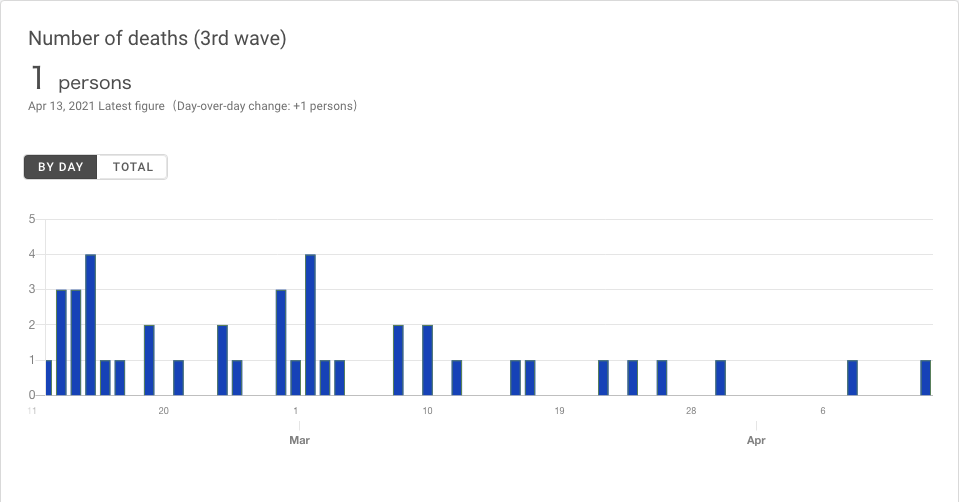 Number of deaths (3rd wave)
1 persons
Apr 13, 2021 Latest figure (Day-over-day change: +1 persons)
BY DAY TOTAL
5
4
3
2
1
0
11 20 1 10 19 28 6
Mar Apr